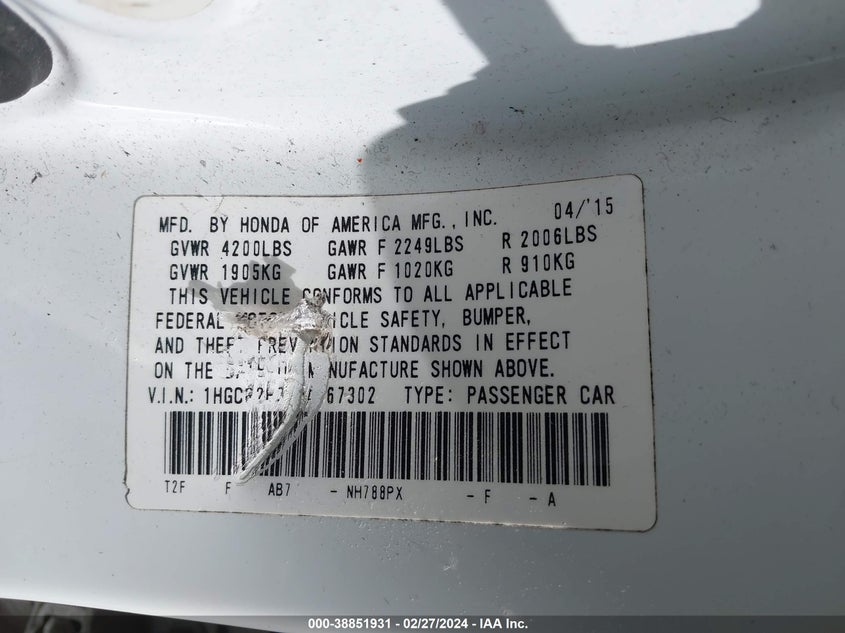 MFD. BY HONDA OF AMERICA MFG., INC. 04/'15
GVWR 4200LBS GAWR F 2249LBS R 2006LBS
GVWR 1905KG GAWR F 1020KG R 910KG
THIS VEHICLE CONFORMS TO ALL APPLICABLE
FEDERAL SAFETY, BUMPER,
AND THEFT STANDARDS IN EFFECT
ON THE SHOWN ABOVE.
V.I.N.: TYPE: PASSENGER CAR
T2F F AB7 - NH788PX - F - A
000-38851931 - 02/27/2024 - IAA Inc.